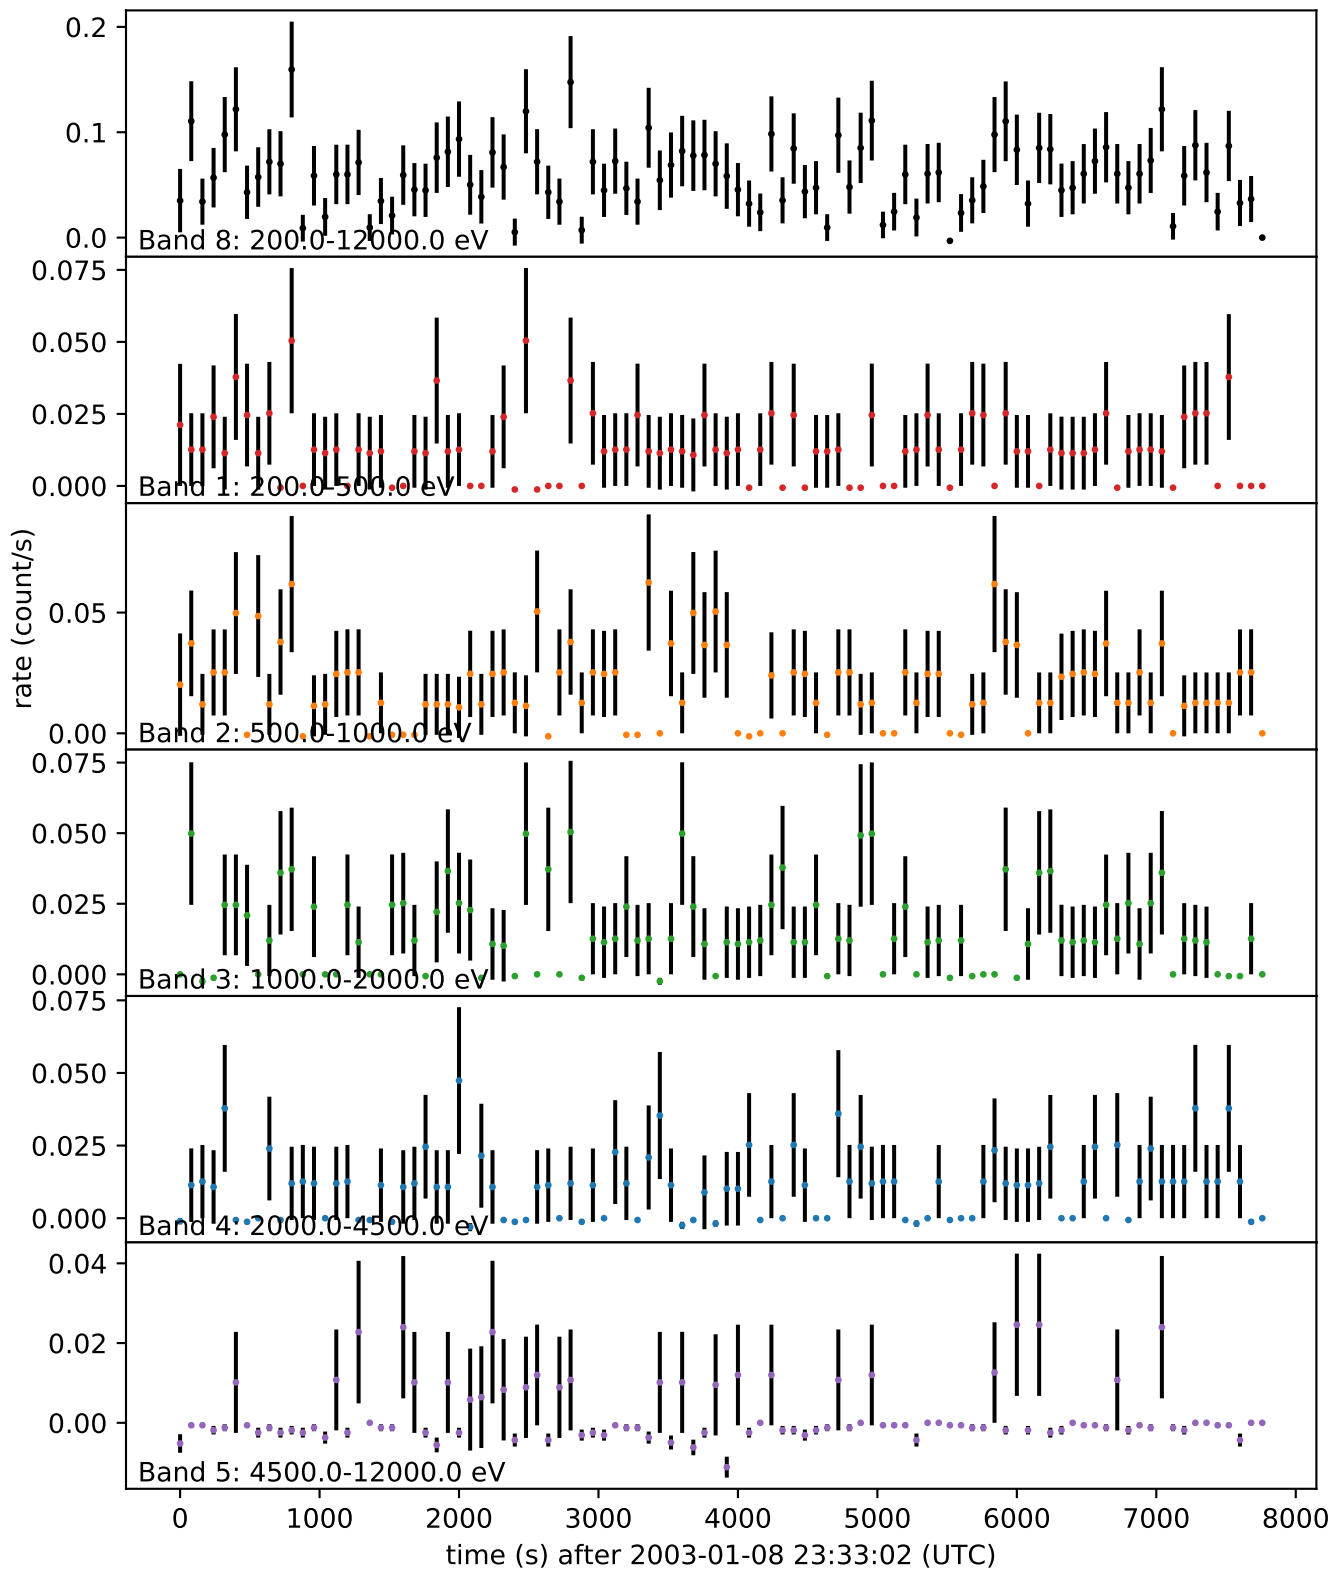 0.2
0.1
0.0
Band 8: 200.0-12000.0 eV
0.075
0.050
0.025
0.000
Band 1: 200.0-500.0 eV
rate (count/s)
0.05
0.00
Band 2: 500.0-1000.0 eV
0.075
0.050
0.025
0.000
Band 3: 1000.0-2000.0 eV
0.075
0.050
0.025
0.000
Band 4: 2000.0-4500.0 eV
0.04
0.02
0.00
Band 5: 4500.0-12000.0 eV
0 1000 2000 3000 4000 5000 6000 7000 8000
time (s) after 2003-01-08 23:33:02 (UTC)